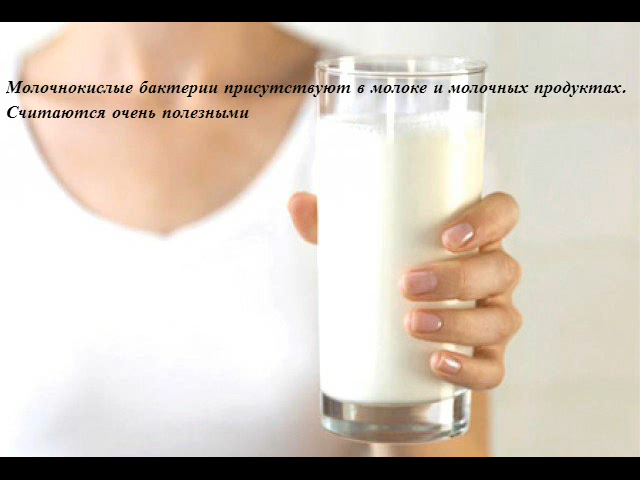 Молочнокислые бактерии присутствуют в молоке и молочных продуктах.
Считаются очень полезными